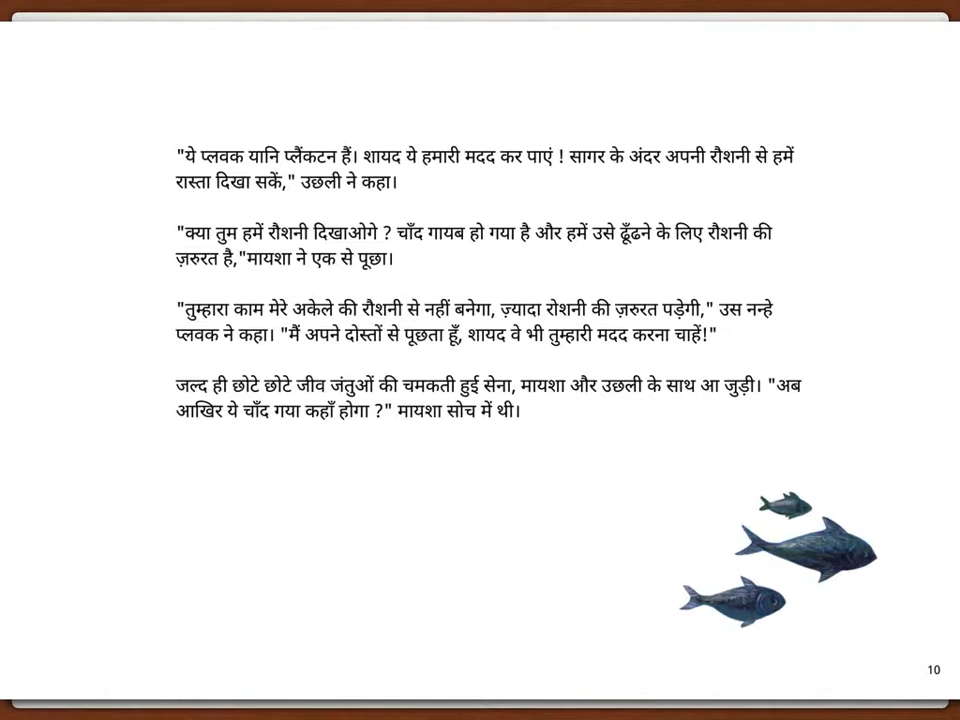 "ये प्लवक यानि प्लैंकटन हैं। शायद ये हमारी मदद कर पाएं ! सागर के अंदर अपनी रौशनी से हमें
रास्ता दिखा सकें," उछली ने कहा।
"क्या तुम हमें रौशनी दिखाओगे ? चाँद गायब हो गया है और हमें उसे ढूँढने के लिए रौशनी की
ज़रुरत है,"मायशा ने एक से पूछा।
"तुम्हारा काम मेरे अकेले की रौशनी से नहीं बनेगा, ज़्यादा रोशनी की ज़रुरत पड़ेगी," उस नन्हे
प्लवक ने कहा। "मैं अपने दोस्तों से पूछता हूँ, शायद वे भी तुम्हारी मदद करना चाहें!"
जल्द ही छोटे छोटे जीव जंतुओं की चमकती हुई सेना, मायशा और उछली के साथ आ जुड़ी। "अब
आखिर ये चाँद गया कहाँ होगा ?" मायशा सोच में थी।
10